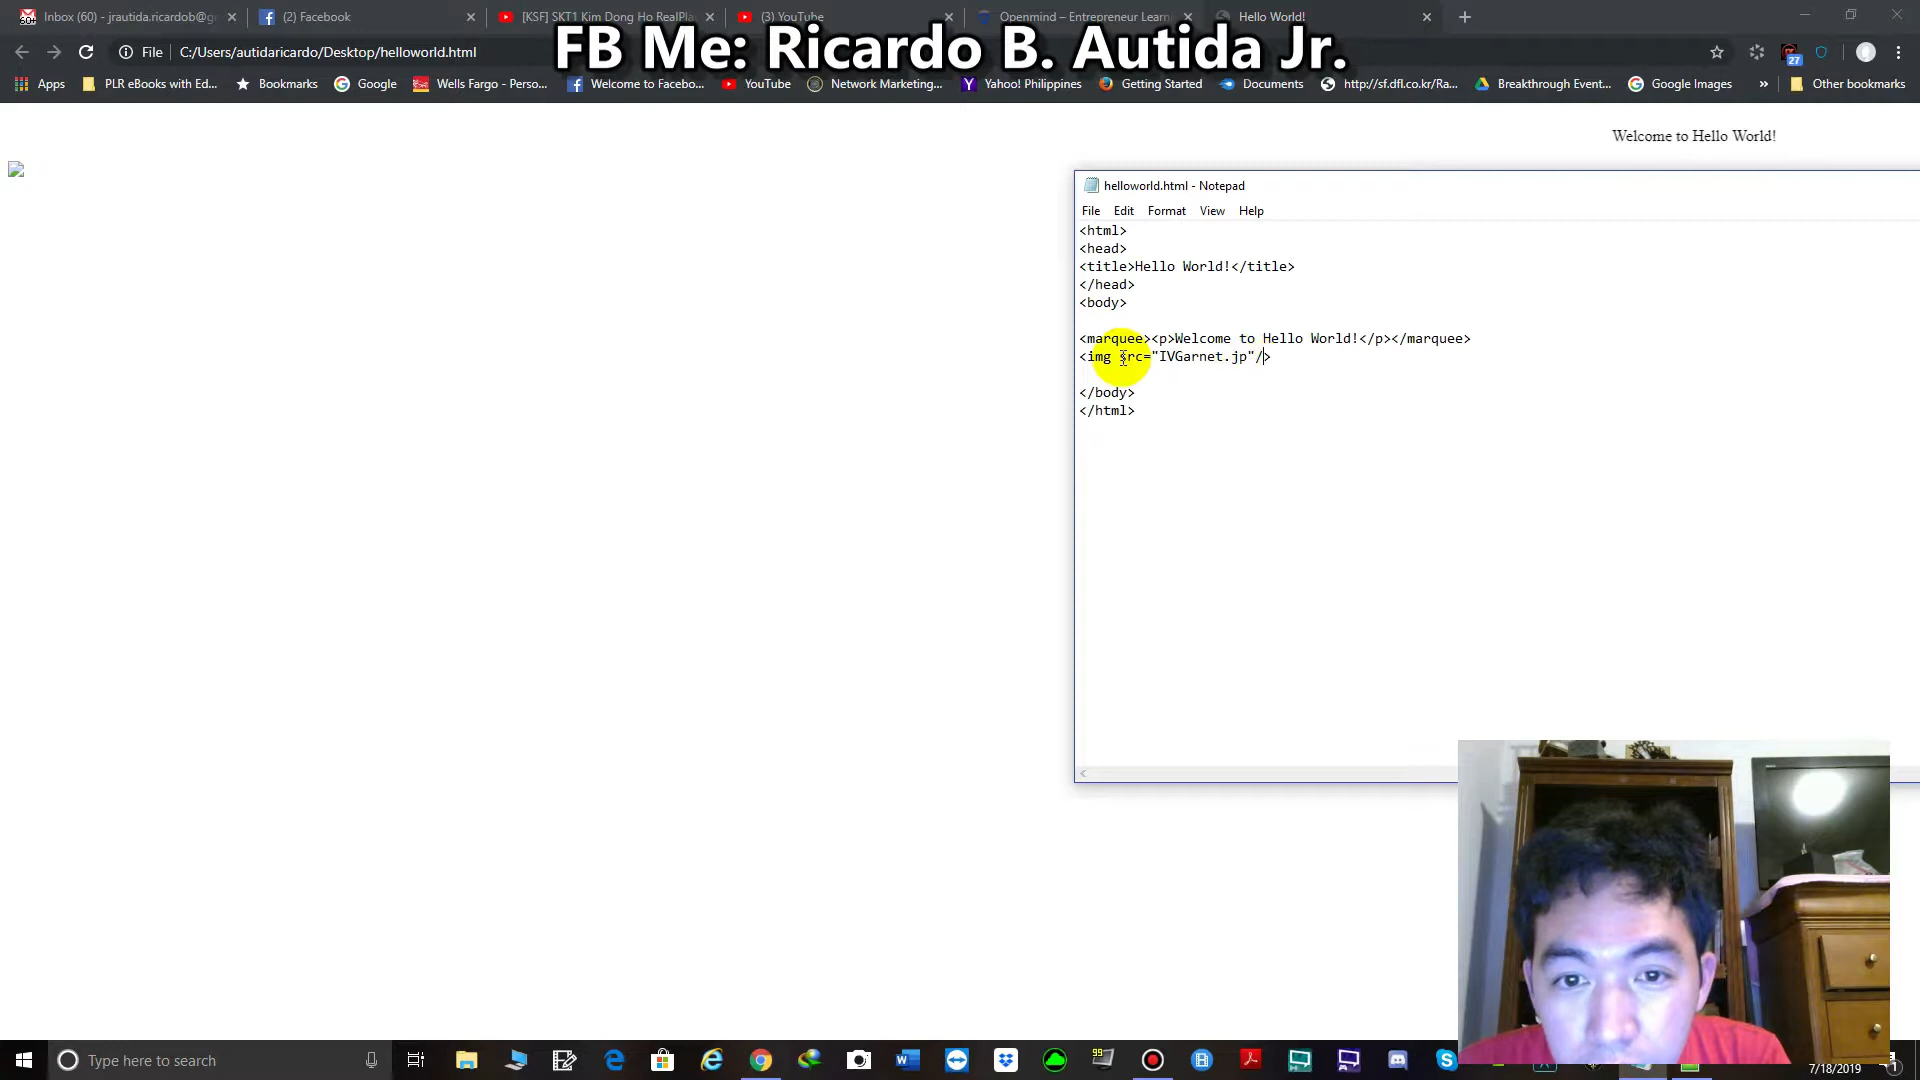 Inbox (60) - jrautida.ricardob@g
(2) Facebook
[KSF] SKT1 Kim Dong Ho RealPla
(3) YouTube
Openmind – Entrepreneur Learn
Hello World!
File
C:/Users/autidaricardo/Desktop/helloworld.html
FB Me: Ricardo B. Autida Jr.
27
Apps
PLR eBooks with Ed...
Bookmarks
Google
Wells Fargo - Perso...
Welcome to Facebo...
YouTube
Network Marketing...
Yahoo! Philippines
Getting Started
Documents
http://sf.dfl.co.kr/Ra...
Breakthrough Event...
Google Images
»
Other bookmarks
Welcome to Hello World!
helloworld.html - Notepad
File Edit Format View Help
<html>
<head>
<title>Hello World!</title>
</head>
<body>
<marquee><p>Welcome to Hello World!</p></marquee>
<img src="IVGarnet.jp"/>
</body>
</html>
Type here to search
99
7/18/2019
1